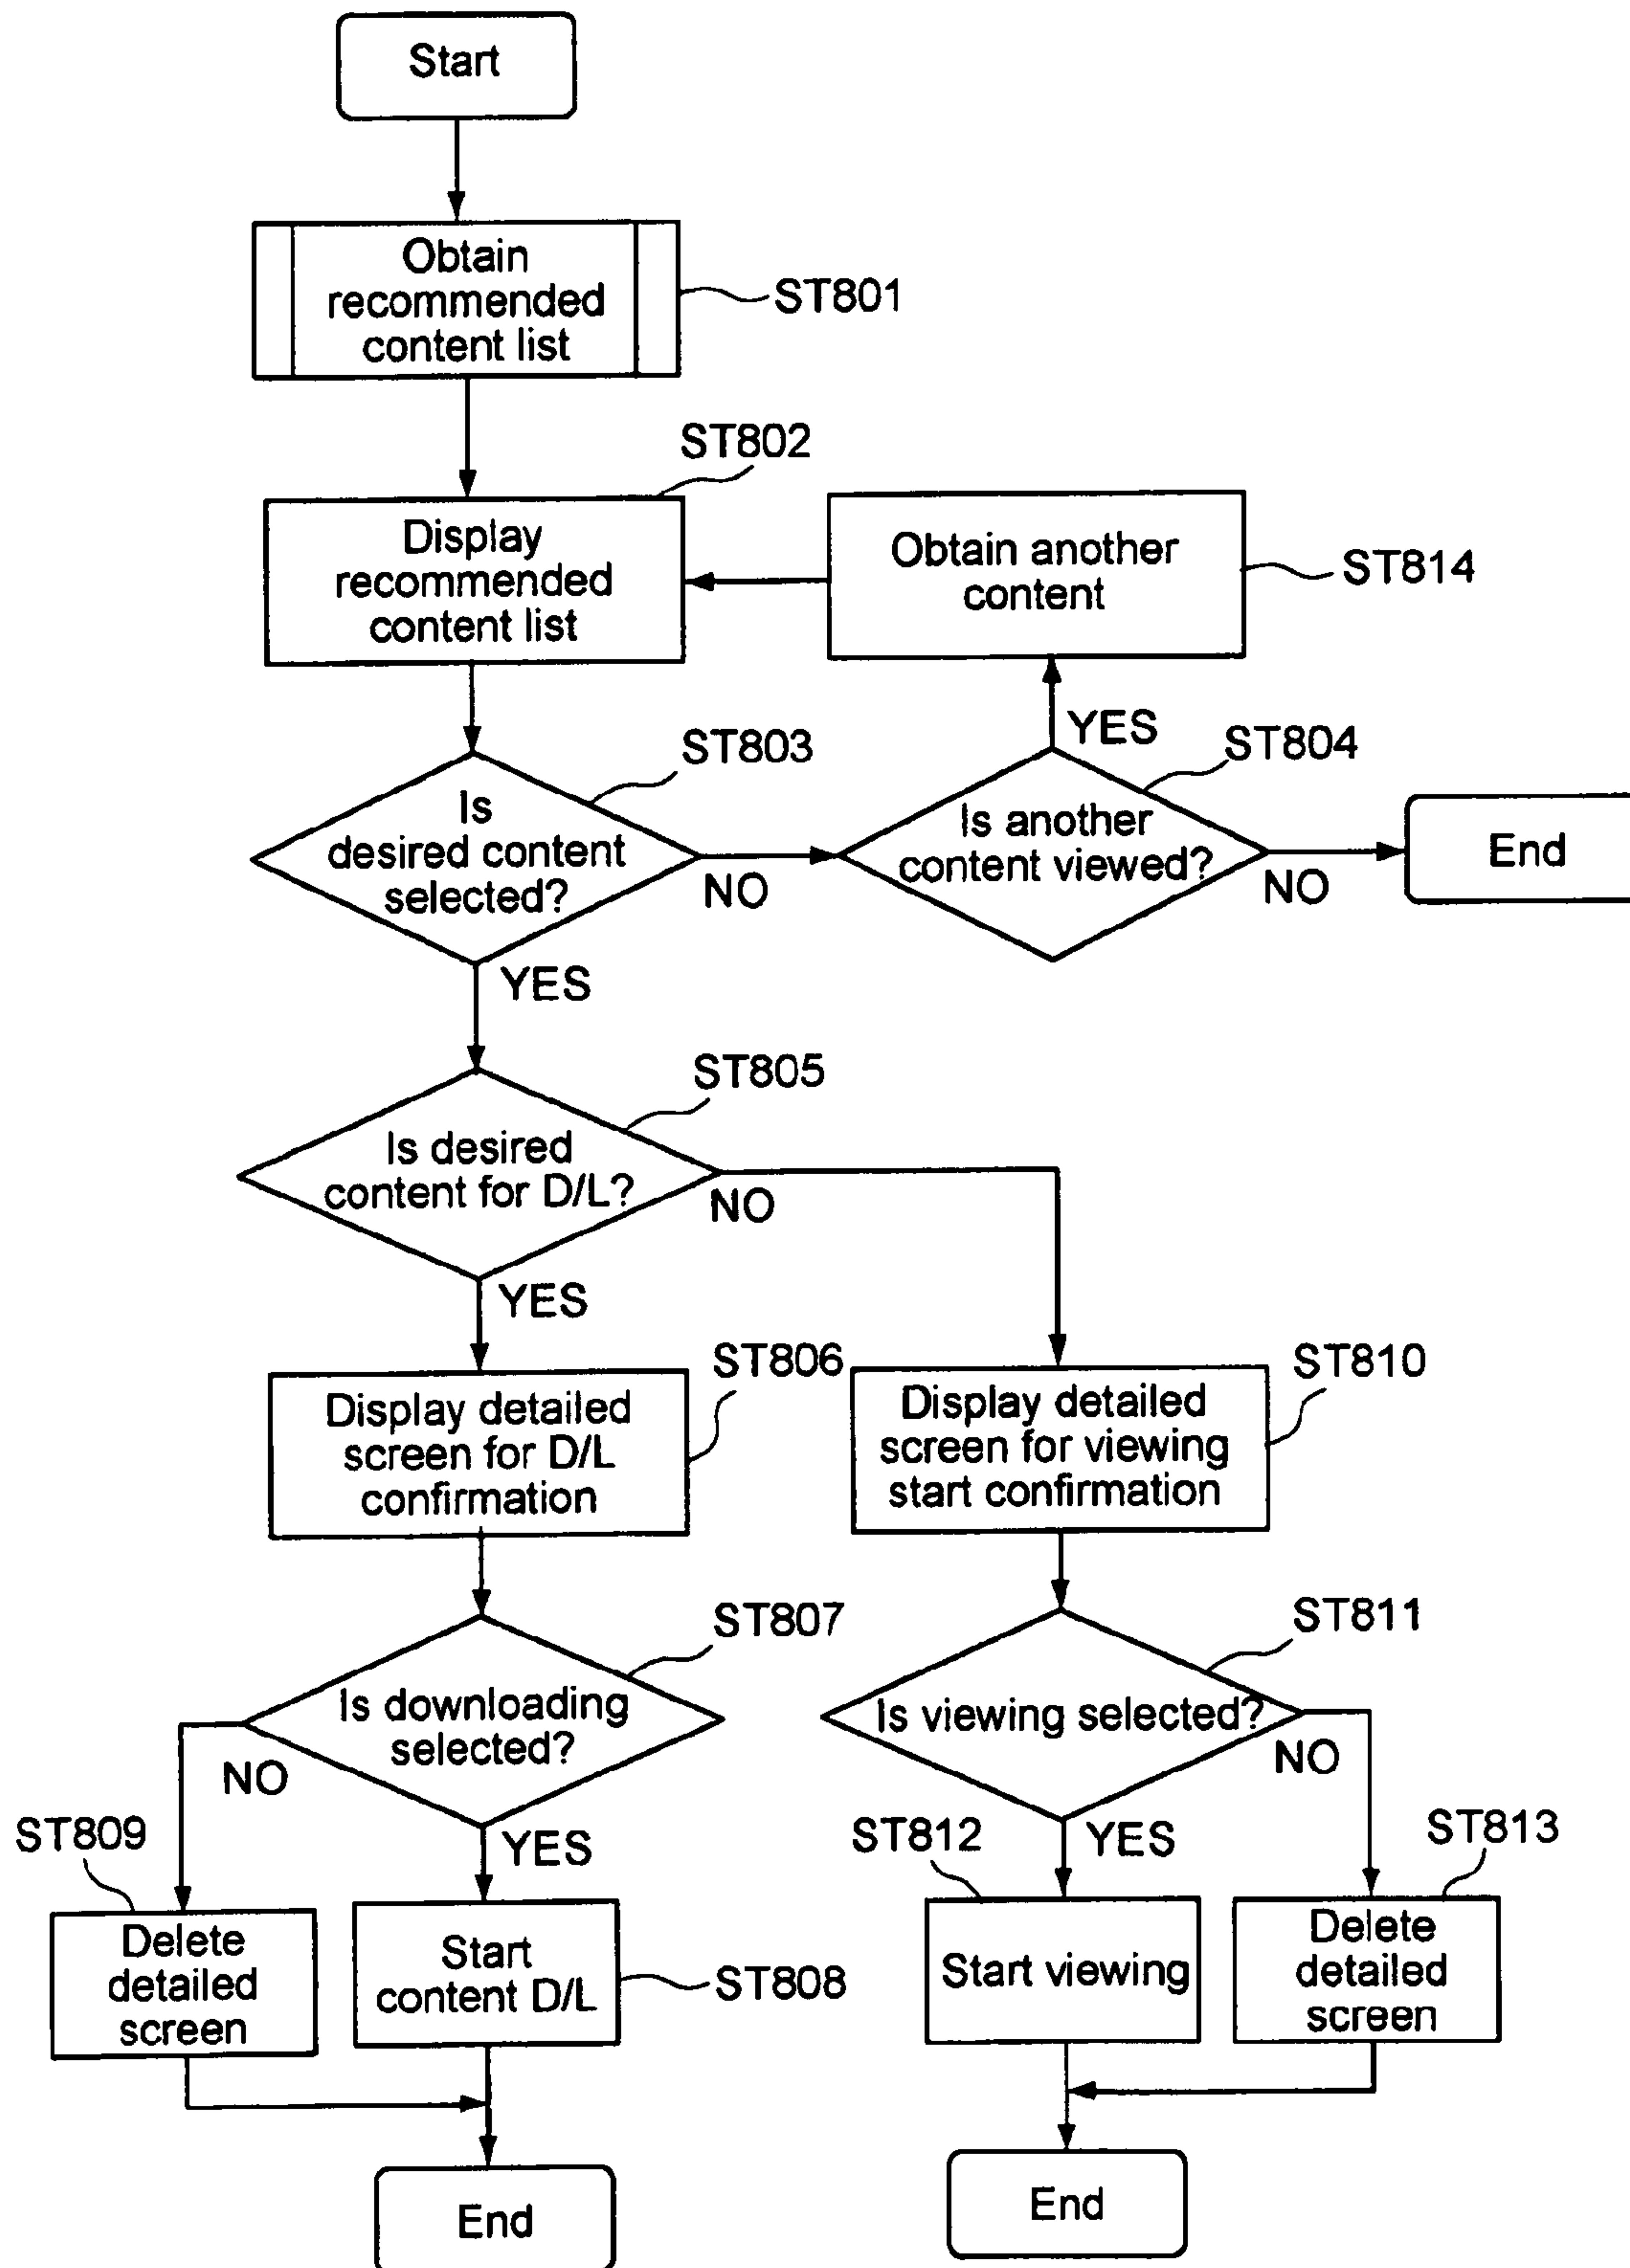 Start
Obtain
recommended
content list
ST801
ST802
Display
recommended
content list
Obtain another
content
ST814
YES
ST803
ST804
Is
desired content
selected?
NO
Is another
content viewed?
NO
End
YES
ST805
Is desired
content for D/L?
NO
YES
ST806
Display detailed
screen for D/L
confirmation
ST810
Display detailed
screen for viewing
start confirmation
ST807
Is downloading
selected?
NO
YES
ST811
Is viewing selected?
NO
YES
ST809
Delete
detailed
screen
Start
content D/L
ST808
ST812
Start viewing
ST813
Delete
detailed
screen
End
End